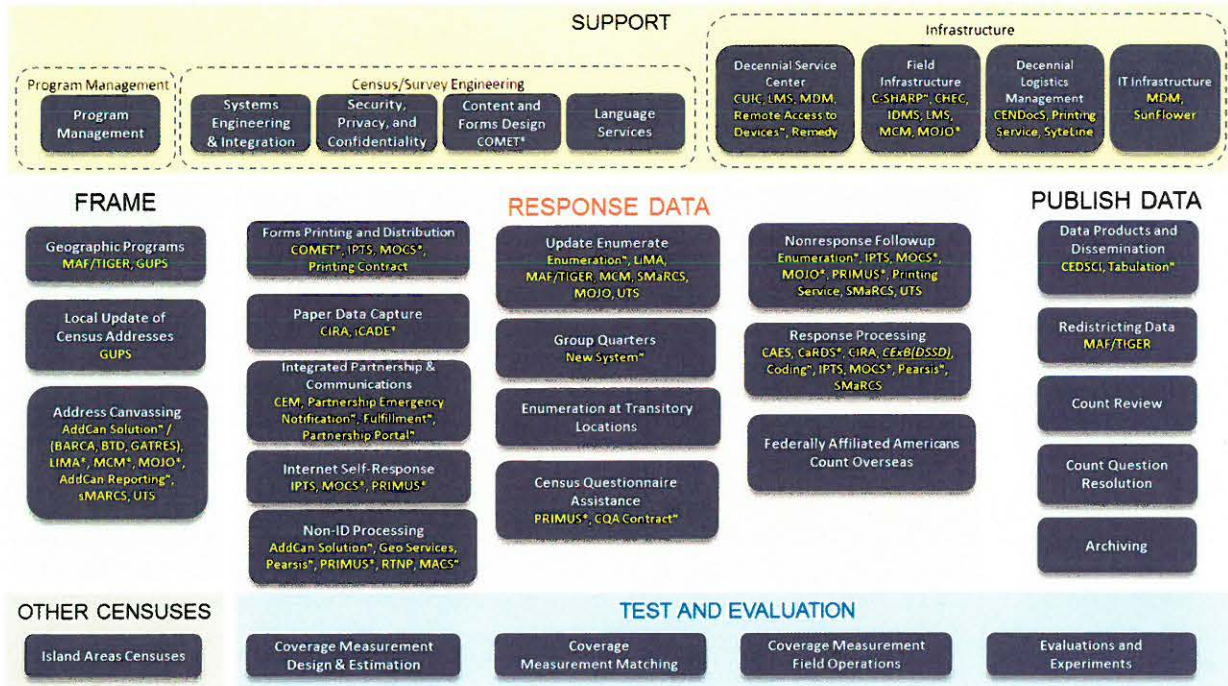 SUPPORT
Infrastructure
Program Management
Program
Management
Census/Survey Engineering
Systems
Engineering
& Integration
Security,
Privacy, and
Confidentiality
Content and
Forms Design
COMET*
Language
Services
Decennial Service
Center
CUIC, LMS, MDM,
Remote Access to
Devices~, Remedy
Field
Infrastructure
C-SHARP~, CHEC,
IDMS, LMS,
MCM, MOJO*
Decennial
Logistics
Management
CENDocS, Printing
Service, SyteLine
IT Infrastructure
MDM,
SunFlower
FRAME
Geographic Programs
MAF/TIGER, GUPS
Local Update of
Census Addresses
GUPS
Address Canvassing
AddCan Solution~ /
(BARCA, BTD, GATRES),
LIMA*, MCM*, MOJO*,
AddCan Reporting~,
sMARCS, UTS
RESPONSE DATA
Forms Printing and Distribution
COMET*, IPTS, MOCS*,
Printing Contract
Paper Data Capture
CIRA, iCADE*
Integrated Partnership &
Communications
CEM, Partnership Emergency
Notification~, Fulfillment~,
Partnership Portal~
Internet Self-Response
IPTS, MOCS*, PRIMUS*
Non-ID Processing
AddCan Solution~, Geo Services,
Pearsis~, PRIMUS*, RTNP, MACS~
Update Enumerate
Enumeration~, LiMA,
MAF/TIGER, MCM, SMaRCS,
MOJO, UTS
Group Quarters
New System~
Enumeration at Transitory
Locations
Census Questionnaire
Assistance
PRIMUS*, CQA Contract~
Nonresponse Followup
Enumeration~, IPTS, MOCS*,
MOJO*, PRIMUS*, Printing
Service, SMaRCS, UTS
Response Processing
CAES, CaRDS*, CIRA, CExB(DSSD),
Coding~, IPTS, MOCS*, Pearsis~,
SMaRCS
Federally Affiliated Americans
Count Overseas
PUBLISH DATA
Data Products and
Dissemination
CEDSCI, Tabulation~
Redistricting Data
MAF/TIGER
Count Review
Count Question
Resolution
Archiving
OTHER CENSUSES
Island Areas Censuses
TEST AND EVALUATION
Coverage Measurement
Design & Estimation
Coverage
Measurement Matching
Coverage Measurement
Field Operations
Evaluations and
Experiments